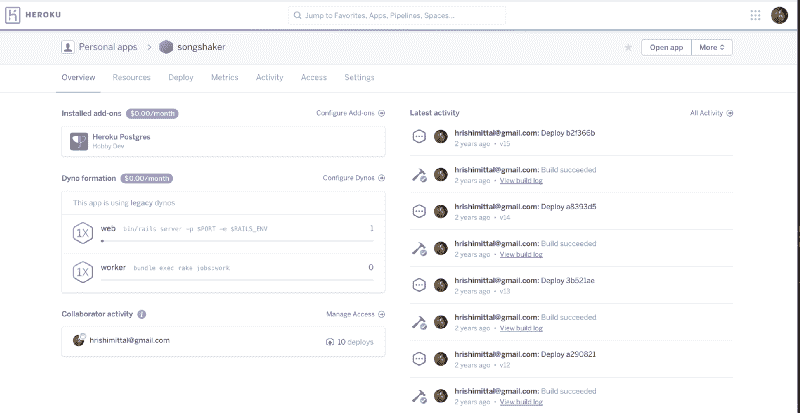 HEROKU
Jump to Favorites, Apps, Pipelines, Spaces...
Personal apps > songshaker
Open app
More
Overview Resources Deploy Metrics Activity Access Settings
Installed add-ons $0.00/month Configure Add-ons
Heroku Postgres
Hobby Dev
Dyno formation $0.00/month Configure Dynos
This app is using legacy dynos
1X web bin/rails server -p $PORT -e $RAILS_ENV 1
1X worker bundle exec rake jobs:work 0
Collaborator activity Manage Access
hrishimittal@gmail.com 10 deploys
Latest activity All Activity
hrishimittal@gmail.com: Deploy b2f366b
2 years ago • v15
hrishimittal@gmail.com: Build succeeded
2 years ago • View build log
hrishimittal@gmail.com: Deploy a8393d5
2 years ago • v14
hrishimittal@gmail.com: Build succeeded
2 years ago • View build log
hrishimittal@gmail.com: Deploy 3b521ae
2 years ago • v13
hrishimittal@gmail.com: Build succeeded
2 years ago • View build log
hrishimittal@gmail.com: Deploy a290821
2 years ago • v12
hrishimittal@gmail.com: Build succeeded
2 years ago • View build log